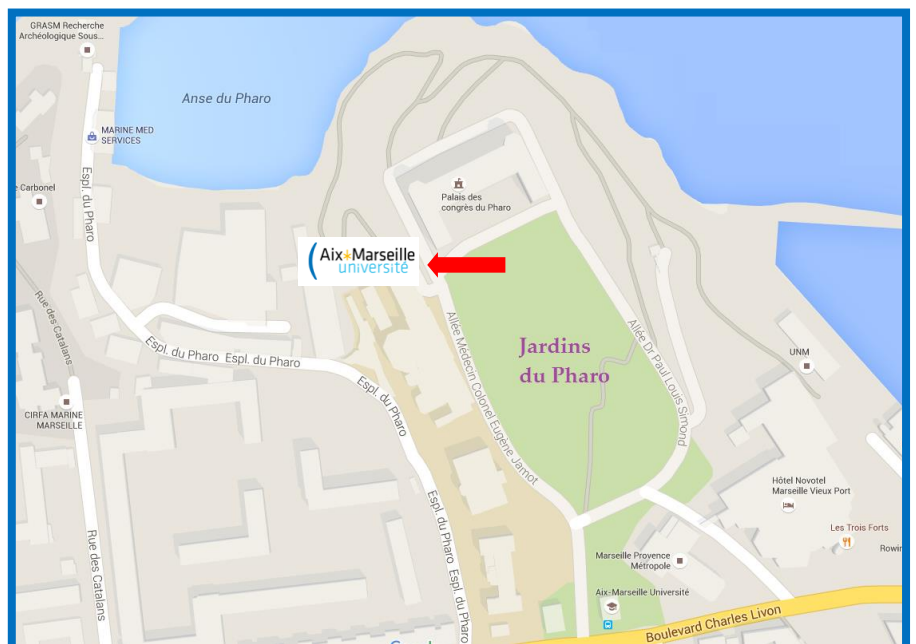 GRASM Recherche
Archéologique Sous...
Anse du Pharo
MARINE MED
SERVICES
Espl. du Pharo
Carbonel
Palais des
congrès du Pharo
Aix*Marseille
université
Rue des Catalans
Espl. du Pharo
Espl. du Pharo
Allée Médecin Colonel Eugène Jamot
Jardins
du Pharo
Allée Dr Paul Louis Simond
UNM
Espl. du Pharo
CIRFA MARINE
MARSEILLE
Hôtel Novotel
Marseille Vieux Port
Les Trois Forts
Rowin
Espl. du Pharo
Espl. du Pharo
Rue des Catalans
Marseille Provence
Métropole
Aix-Marseille Université
Boulevard Charles Livon